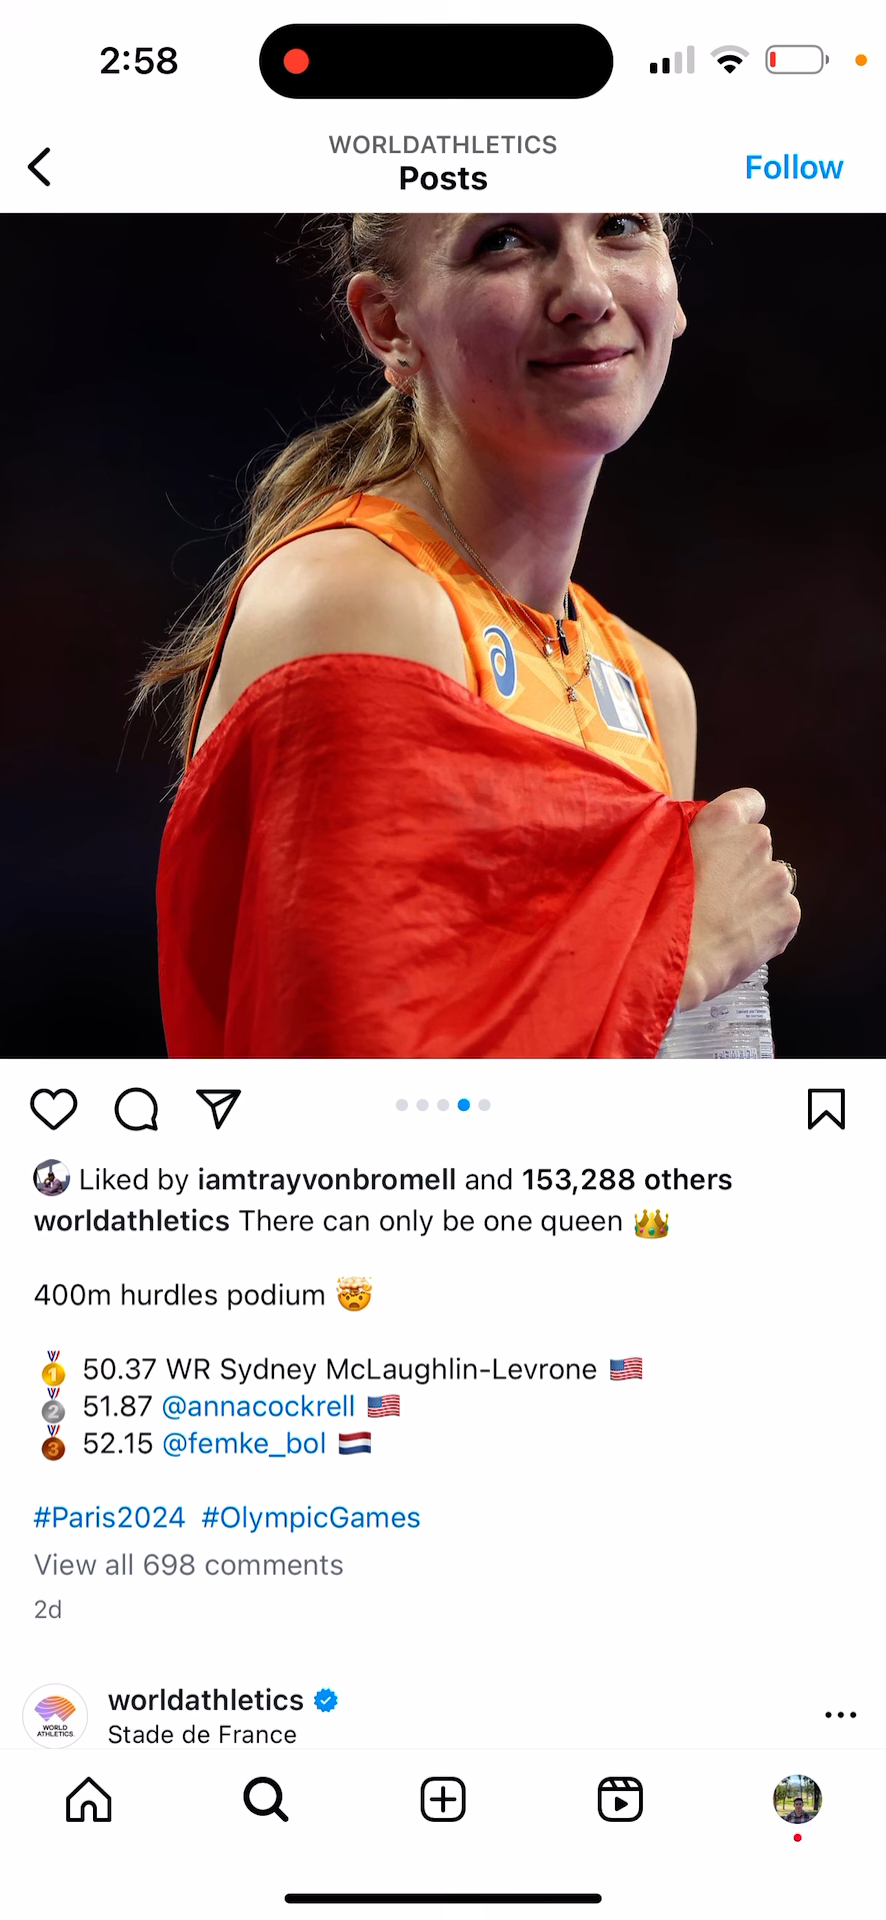 2:58
WORLDATHLETICS
Posts
Follow
Liked by iamtrayvonbromell and 153,288 others
worldathletics There can only be one queen 👑
400m hurdles podium 🤯
🥇 50.37 WR Sydney McLaughlin-Levrone 🇺🇸
🥈 51.87 @annacockrell 🇺🇸
🥉 52.15 @femke_bol 🇳🇱
#Paris2024 #OlympicGames
View all 698 comments
2d
WORLD
ATHLETICS.
worldathletics
Stade de France